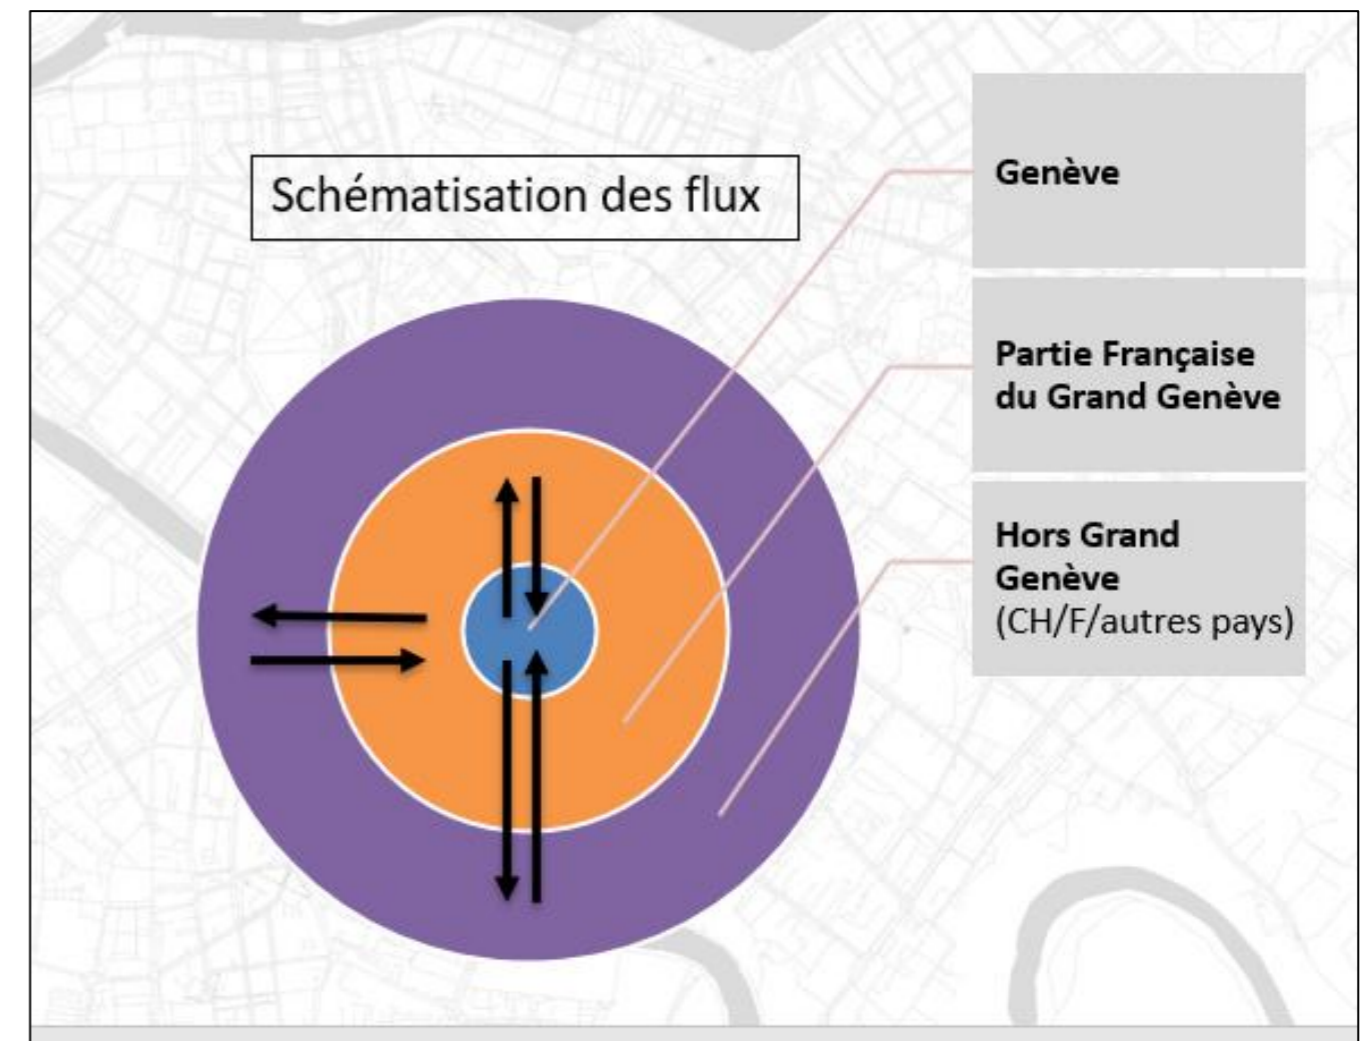 Schématisation des flux
Genève
Partie Française
du Grand Genève
Hors Grand
Genève
(CH/F/autres pays)